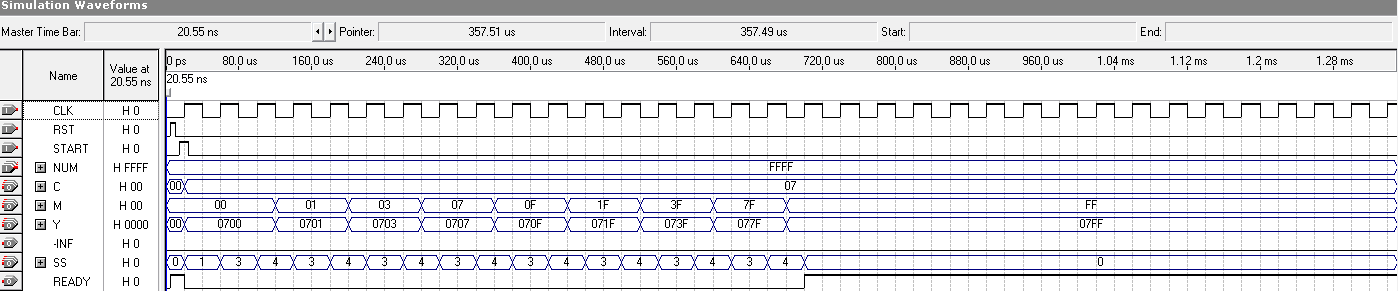 Simulation Waveforms
Master Time Bar: 20.55 ns Pointer: 357.51 us Interval: 357.49 us Start: End:
Name Value at 20.55 ns 0 ps 80.0 us 160.0 us 240.0 us 320.0 us 400.0 us 480.0 us 560.0 us 640.0 us 720.0 us 800.0 us 880.0 us 960.0 us 1.04 ms 1.12 ms 1.2 ms 1.28 ms
20.55 ns
CLK H 0
RST H 0
START H 0
NUM H FFFF FFFF
C H 00 00 07
M H 00 00 01 03 07 0F 1F 3F 7F FF
Y H 0000 00 0700 0701 0703 0707 070F 071F 073F 077F 07FF
-INF H 0
SS H 0 0 1 3 4 3 4 3 4 3 4 3 4 3 4 3 4 0
READY H 0